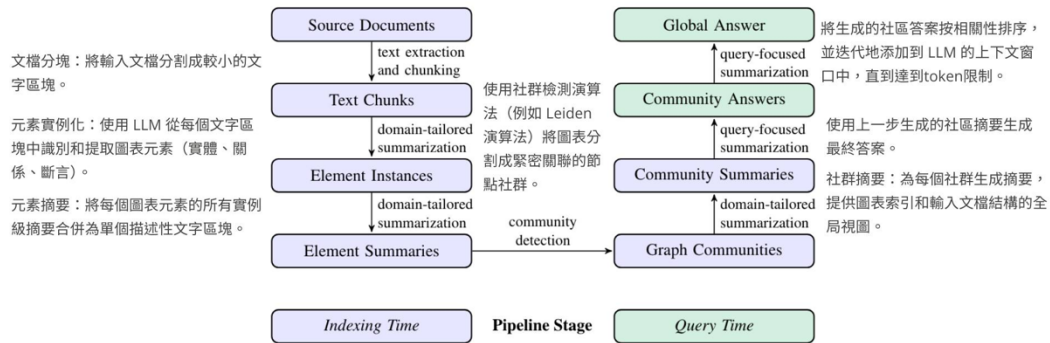 Source Documents
text extraction
and chunking
Text Chunks
domain-tailored
summarization
Element Instances
domain-tailored
summarization
Element Summaries
community
detection
Global Answer
query-focused
summarization
Community Answers
query-focused
summarization
Community Summaries
domain-tailored
summarization
Graph Communities
文檔分塊：將輸入文檔分割成較小的文
字區塊。
元素實例化：使用 LLM 從每個文字區
塊中識別和提取圖表元素（實體、關
係、斷言）。
元素摘要：將每個圖表元素的所有實例
級摘要合併為單個描述性文字區塊。
使用社群檢測演算
法（例如 Leiden
演算法）將圖表分
割成緊密關聯的節
點社群。
將生成的社區答案按相關性排序，
並迭代地添加到 LLM 的上下文窗
口中，直到達到token限制。
使用上一步生成的社區摘要生成
最終答案。
社群摘要：為每個社群生成摘要，
提供圖表索引和輸入文檔結構的全
局視圖。
Indexing Time
Pipeline Stage
Query Time